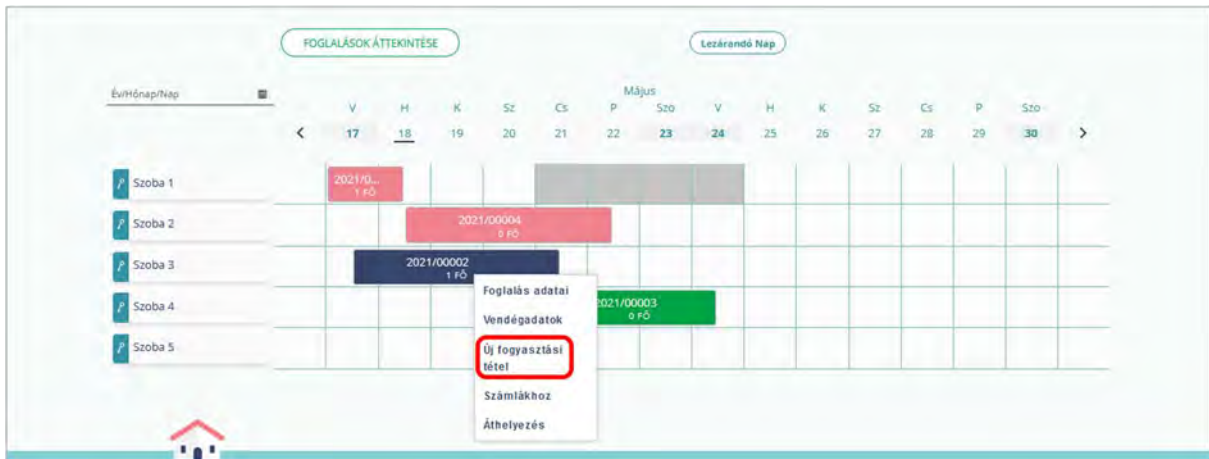 FOGLALÁSOK ÁTTEKINTÉSE
Lezárandó Nap
Év/Hónap/Nap
Május
V H K Sz Cs P Szo V H K Sz Cs P Szo
< 17 18 19 20 21 22 23 24 25 26 27 28 29 30 >
Szoba 1
2021/0...
1 FŐ
Szoba 2
2021/00004
0 FŐ
Szoba 3
2021/00002
1 FŐ
Szoba 4
2021/00003
0 FŐ
Szoba 5
Foglalás adatai
Vendégadatok
Új fogyasztási
tétel
Számlákhoz
Áthelyezés